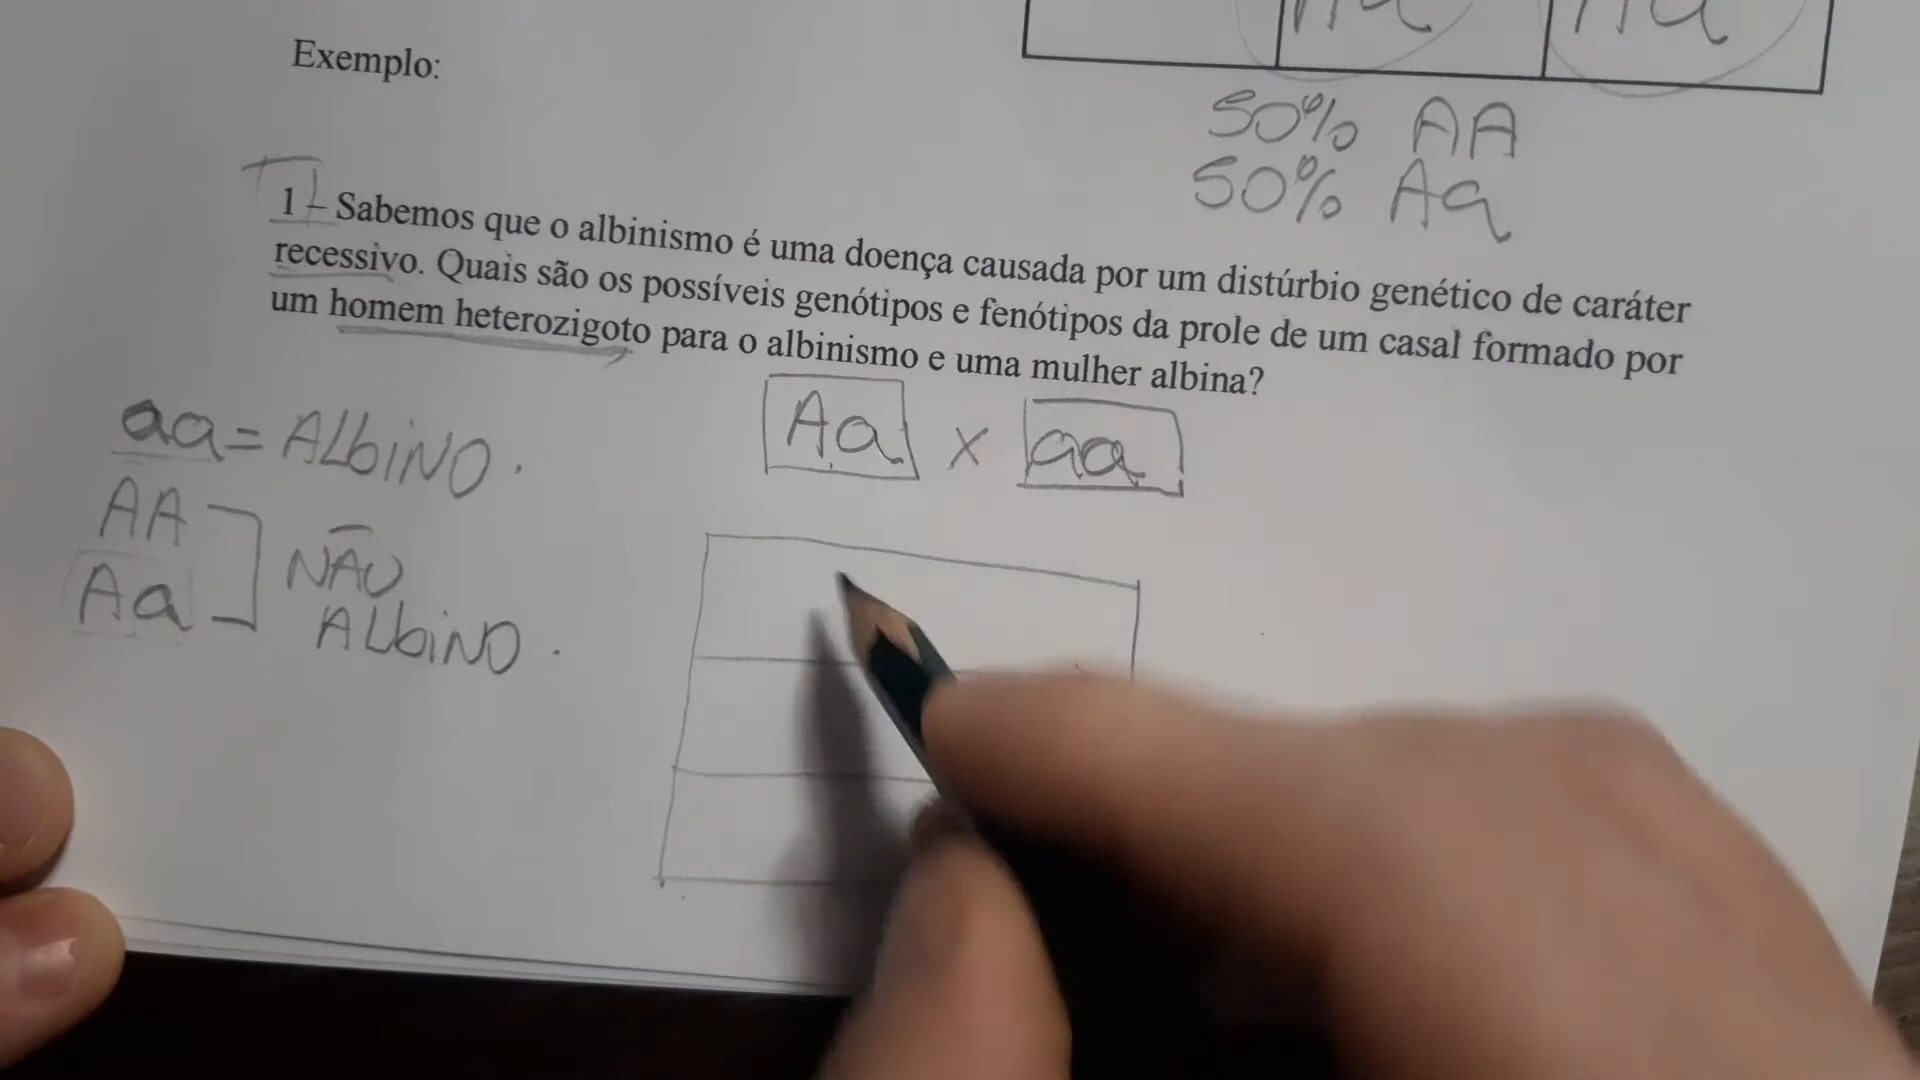 Aa Aa
Exemplo:
50% AA
50% Aa
1 – Sabemos que o albinismo é uma doença causada por um distúrbio genético de caráter
recessivo. Quais são os possíveis genótipos e fenótipos da prole de um casal formado por
um homem heterozigoto para o albinismo e uma mulher albina?
Aa x aa
aa = ALbiNO.
AA
Aa
NÃO
ALbiNO.